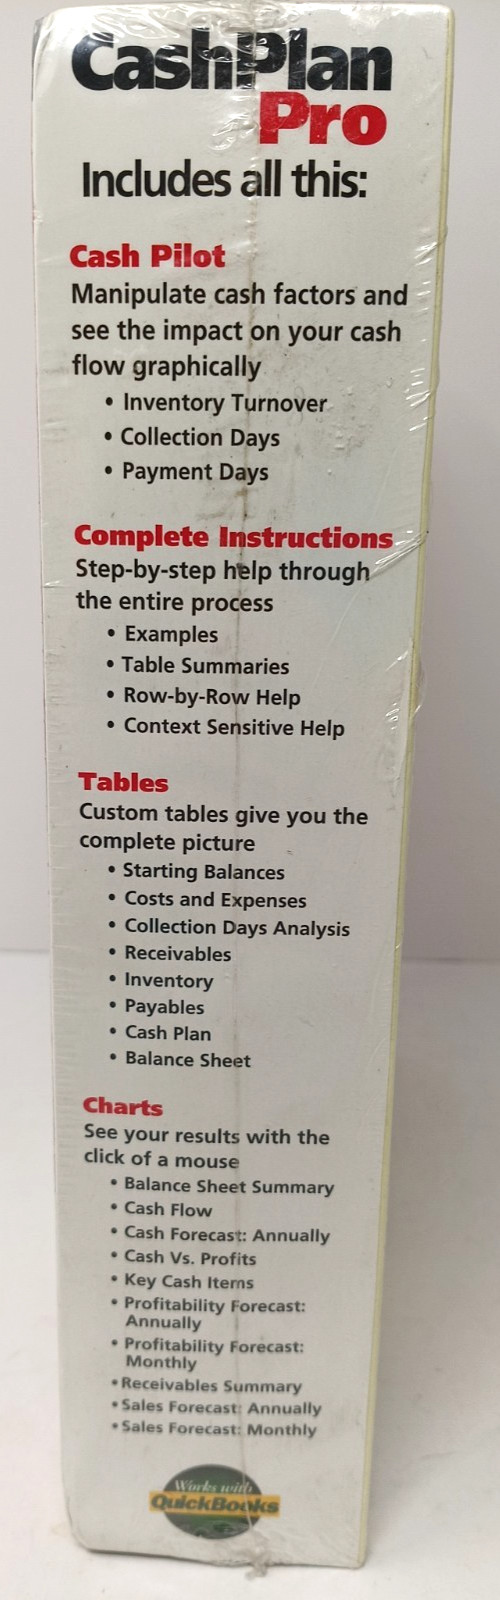 CashPlan
Pro
Includes all this:
Cash Pilot
Manipulate cash factors and
see the impact on your cash
flow graphically
• Inventory Turnover
• Collection Days
• Payment Days
Complete Instructions
Step-by-step help through
the entire process
• Examples
• Table Summaries
• Row-by-Row Help
• Context Sensitive Help
Tables
Custom tables give you the
complete picture
• Starting Balances
• Costs and Expenses
• Collection Days Analysis
• Receivables
• Inventory
• Payables
• Cash Plan
• Balance Sheet
Charts
See your results with the
click of a mouse
• Balance Sheet Summary
• Cash Flow
• Cash Forecast: Annually
• Cash Vs. Profits
• Key Cash Items
• Profitability Forecast:
Annually
• Profitability Forecast:
Monthly
• Receivables Summary
• Sales Forecast: Annually
• Sales Forecast: Monthly
Works with
QuickBooks